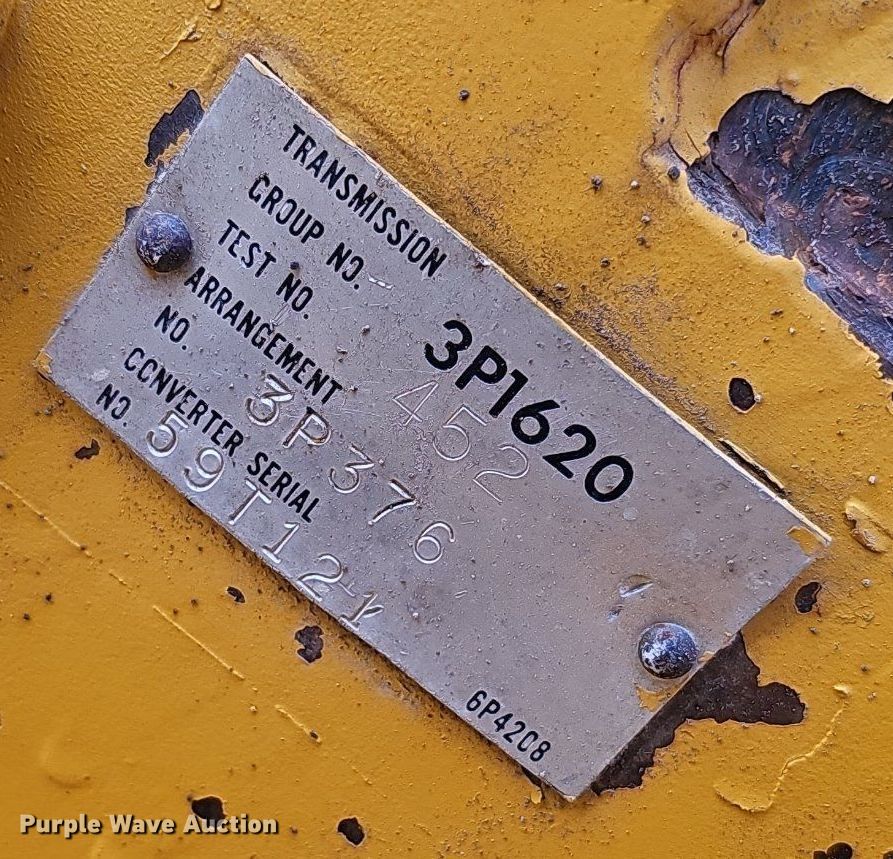 TRANSMISSION
GROUP NO. 3P1620
TEST NO. 452
ARRANGEMENT
NO. 3P376
CONVERTER SERIAL
NO. 59T121
6P4208
Purple Wave Auction